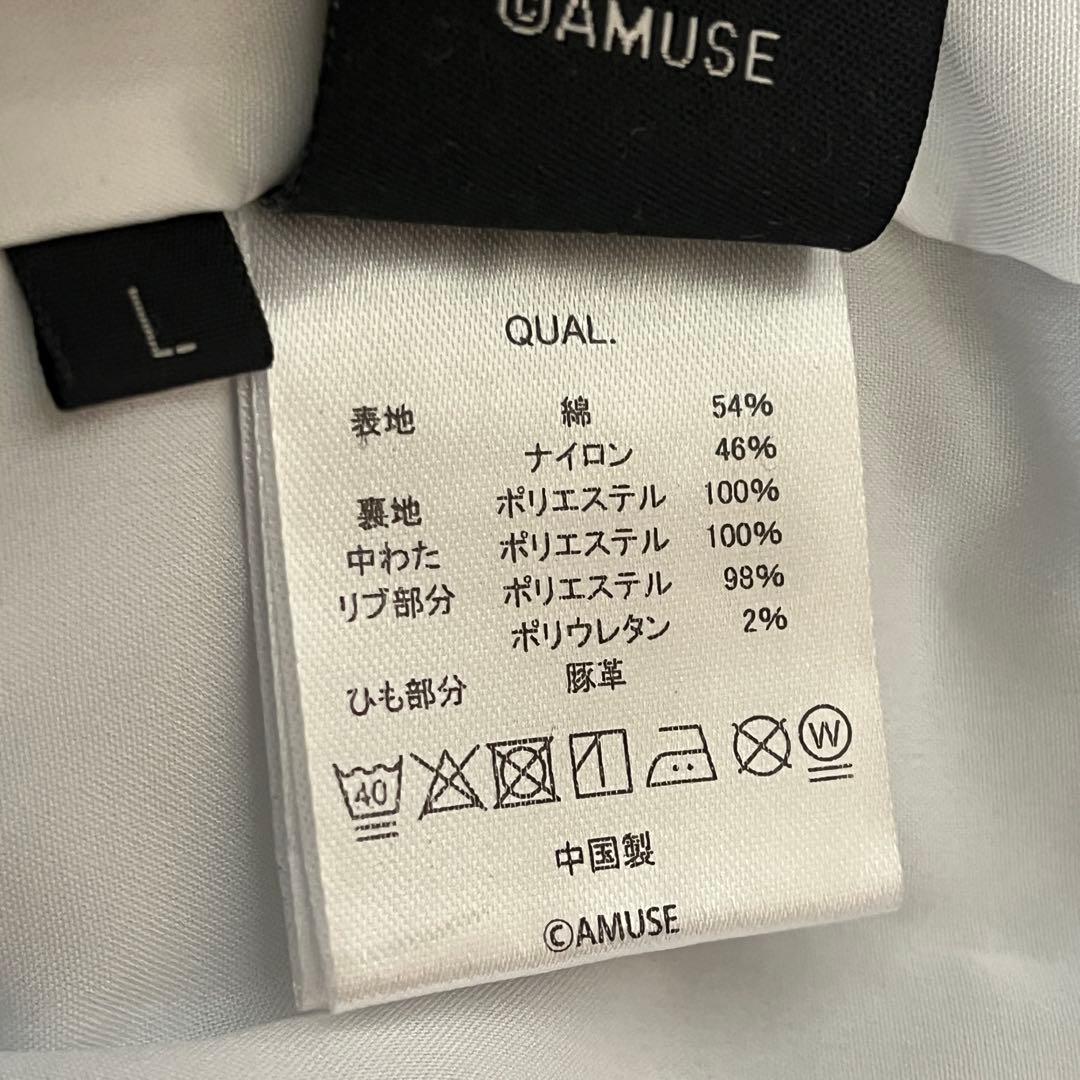 ©AMUSE
L
QUAL.
表地 綿 54%
ナイロン 46%
裏地 ポリエステル 100%
中わた ポリエステル 100%
リブ部分 ポリエステル 98%
ポリウレタン 2%
ひも部分 豚革
40 W
中国製
©AMUSE